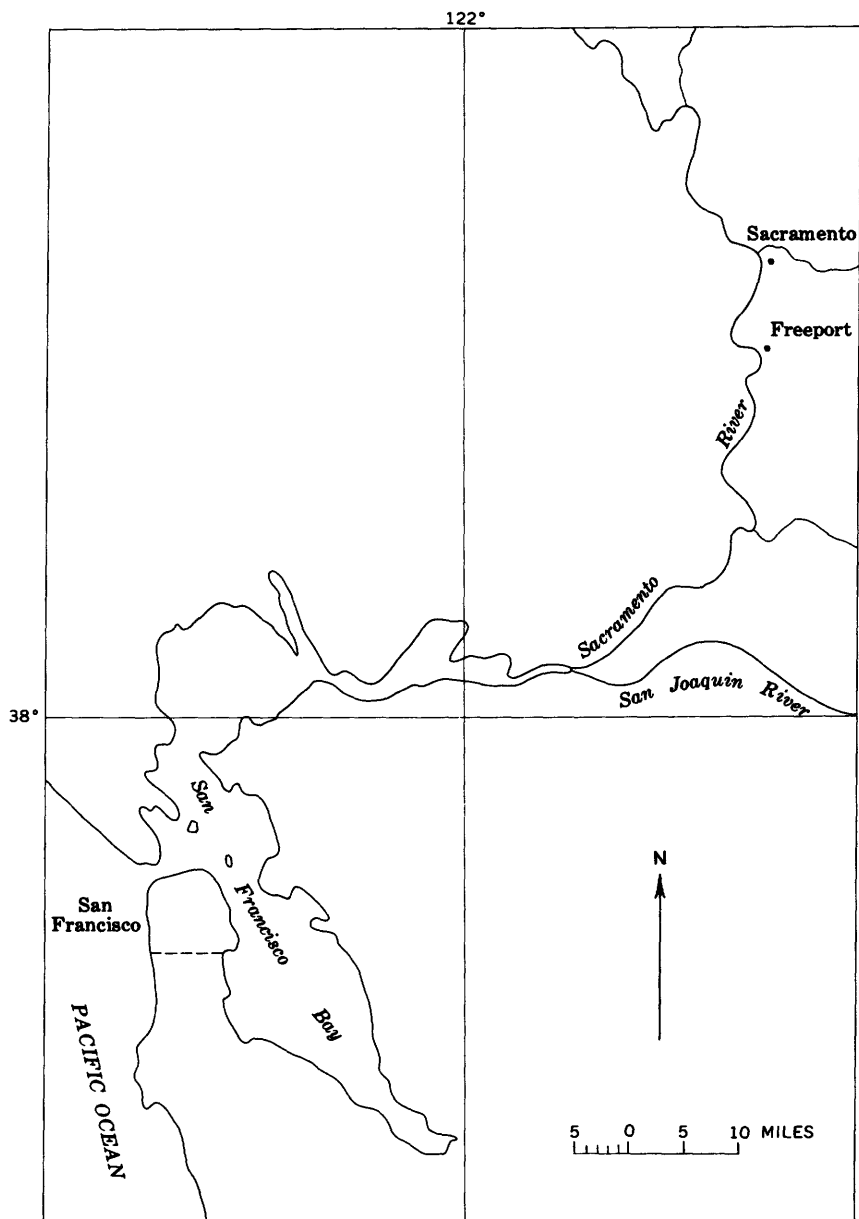 122°
Sacramento
Freeport
River
Sacramento
San Joaquin River
38°
San
Francisco
Bay
San
Francisco
PACIFIC OCEAN
N
5 0 5 10 MILES